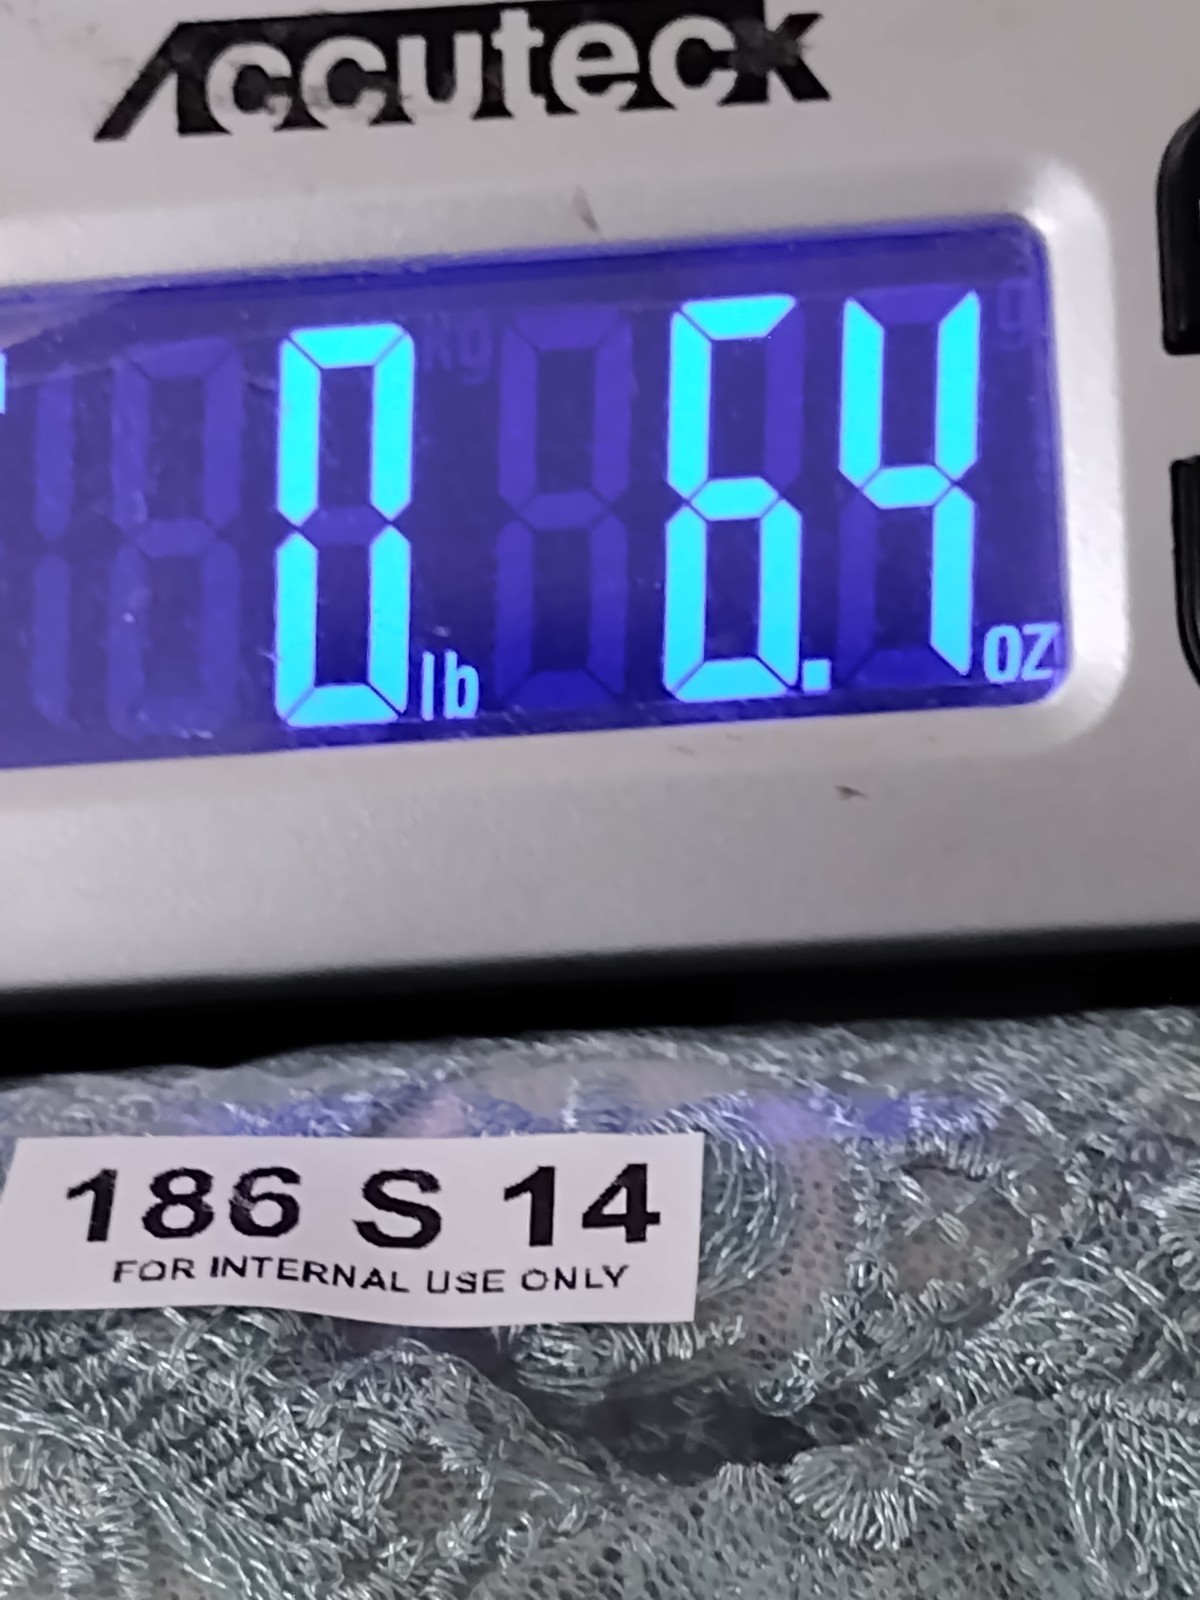 Accuteck
0 lb 6.4 oz
186 S 14
FOR INTERNAL USE ONLY